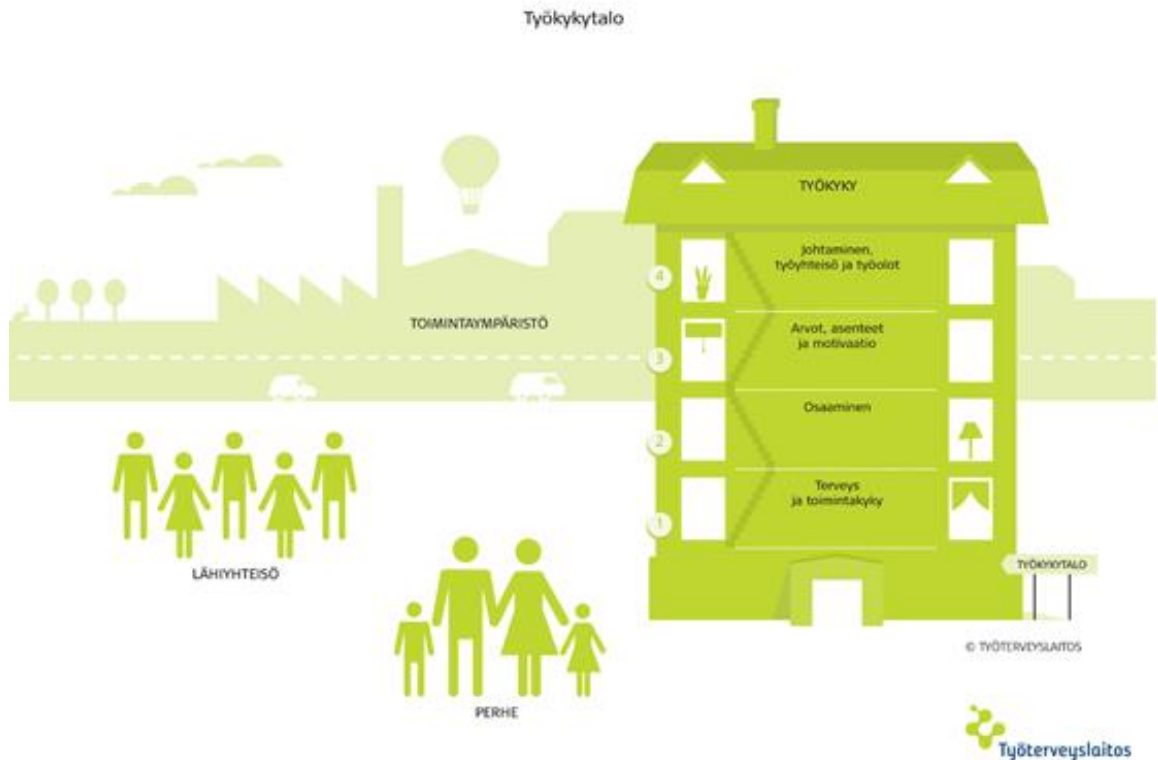 Työkykytalo
TYÖKYKY
Johtaminen,
työyhteisö ja työolot
4
TOIMINTAYMPÄRISTÖ
Arvot, asenteet
ja motivaatio
3
Osaaminen
2
Terveys
ja toimintakyky
1
LÄHIYHTEISÖ
TYÖKYKYTALO
© TYÖTERVEYSLAITOS
PERHE
Työterveyslaitos